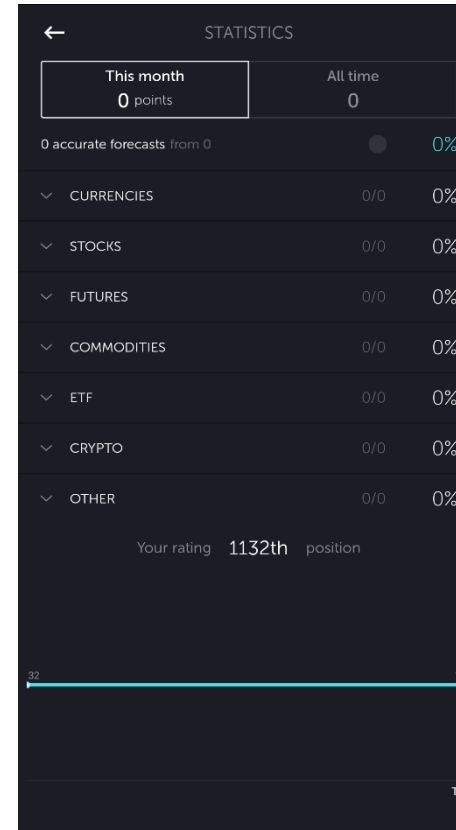 STATISTICS
This month All time
0 points 0
0 accurate forecasts from 0 0%
CURRENCIES 0/0 0%
STOCKS 0/0 0%
FUTURES 0/0 0%
COMMODITIES 0/0 0%
ETF 0/0 0%
CRYPTO 0/0 0%
OTHER 0/0 0%
Your rating 1132th position
32